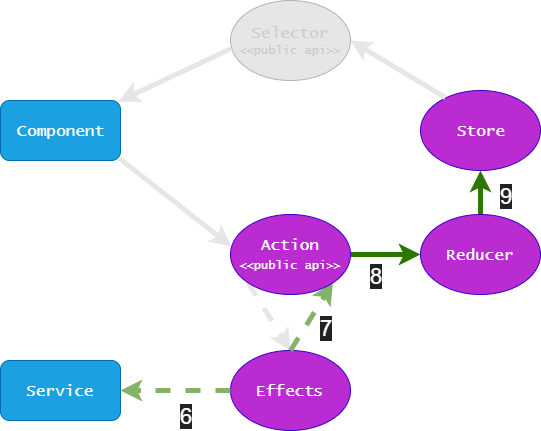 Selector
<<public api>>
Component
Store
9
Action
<<public api>>
Reducer
8
7
Service
Effects
6